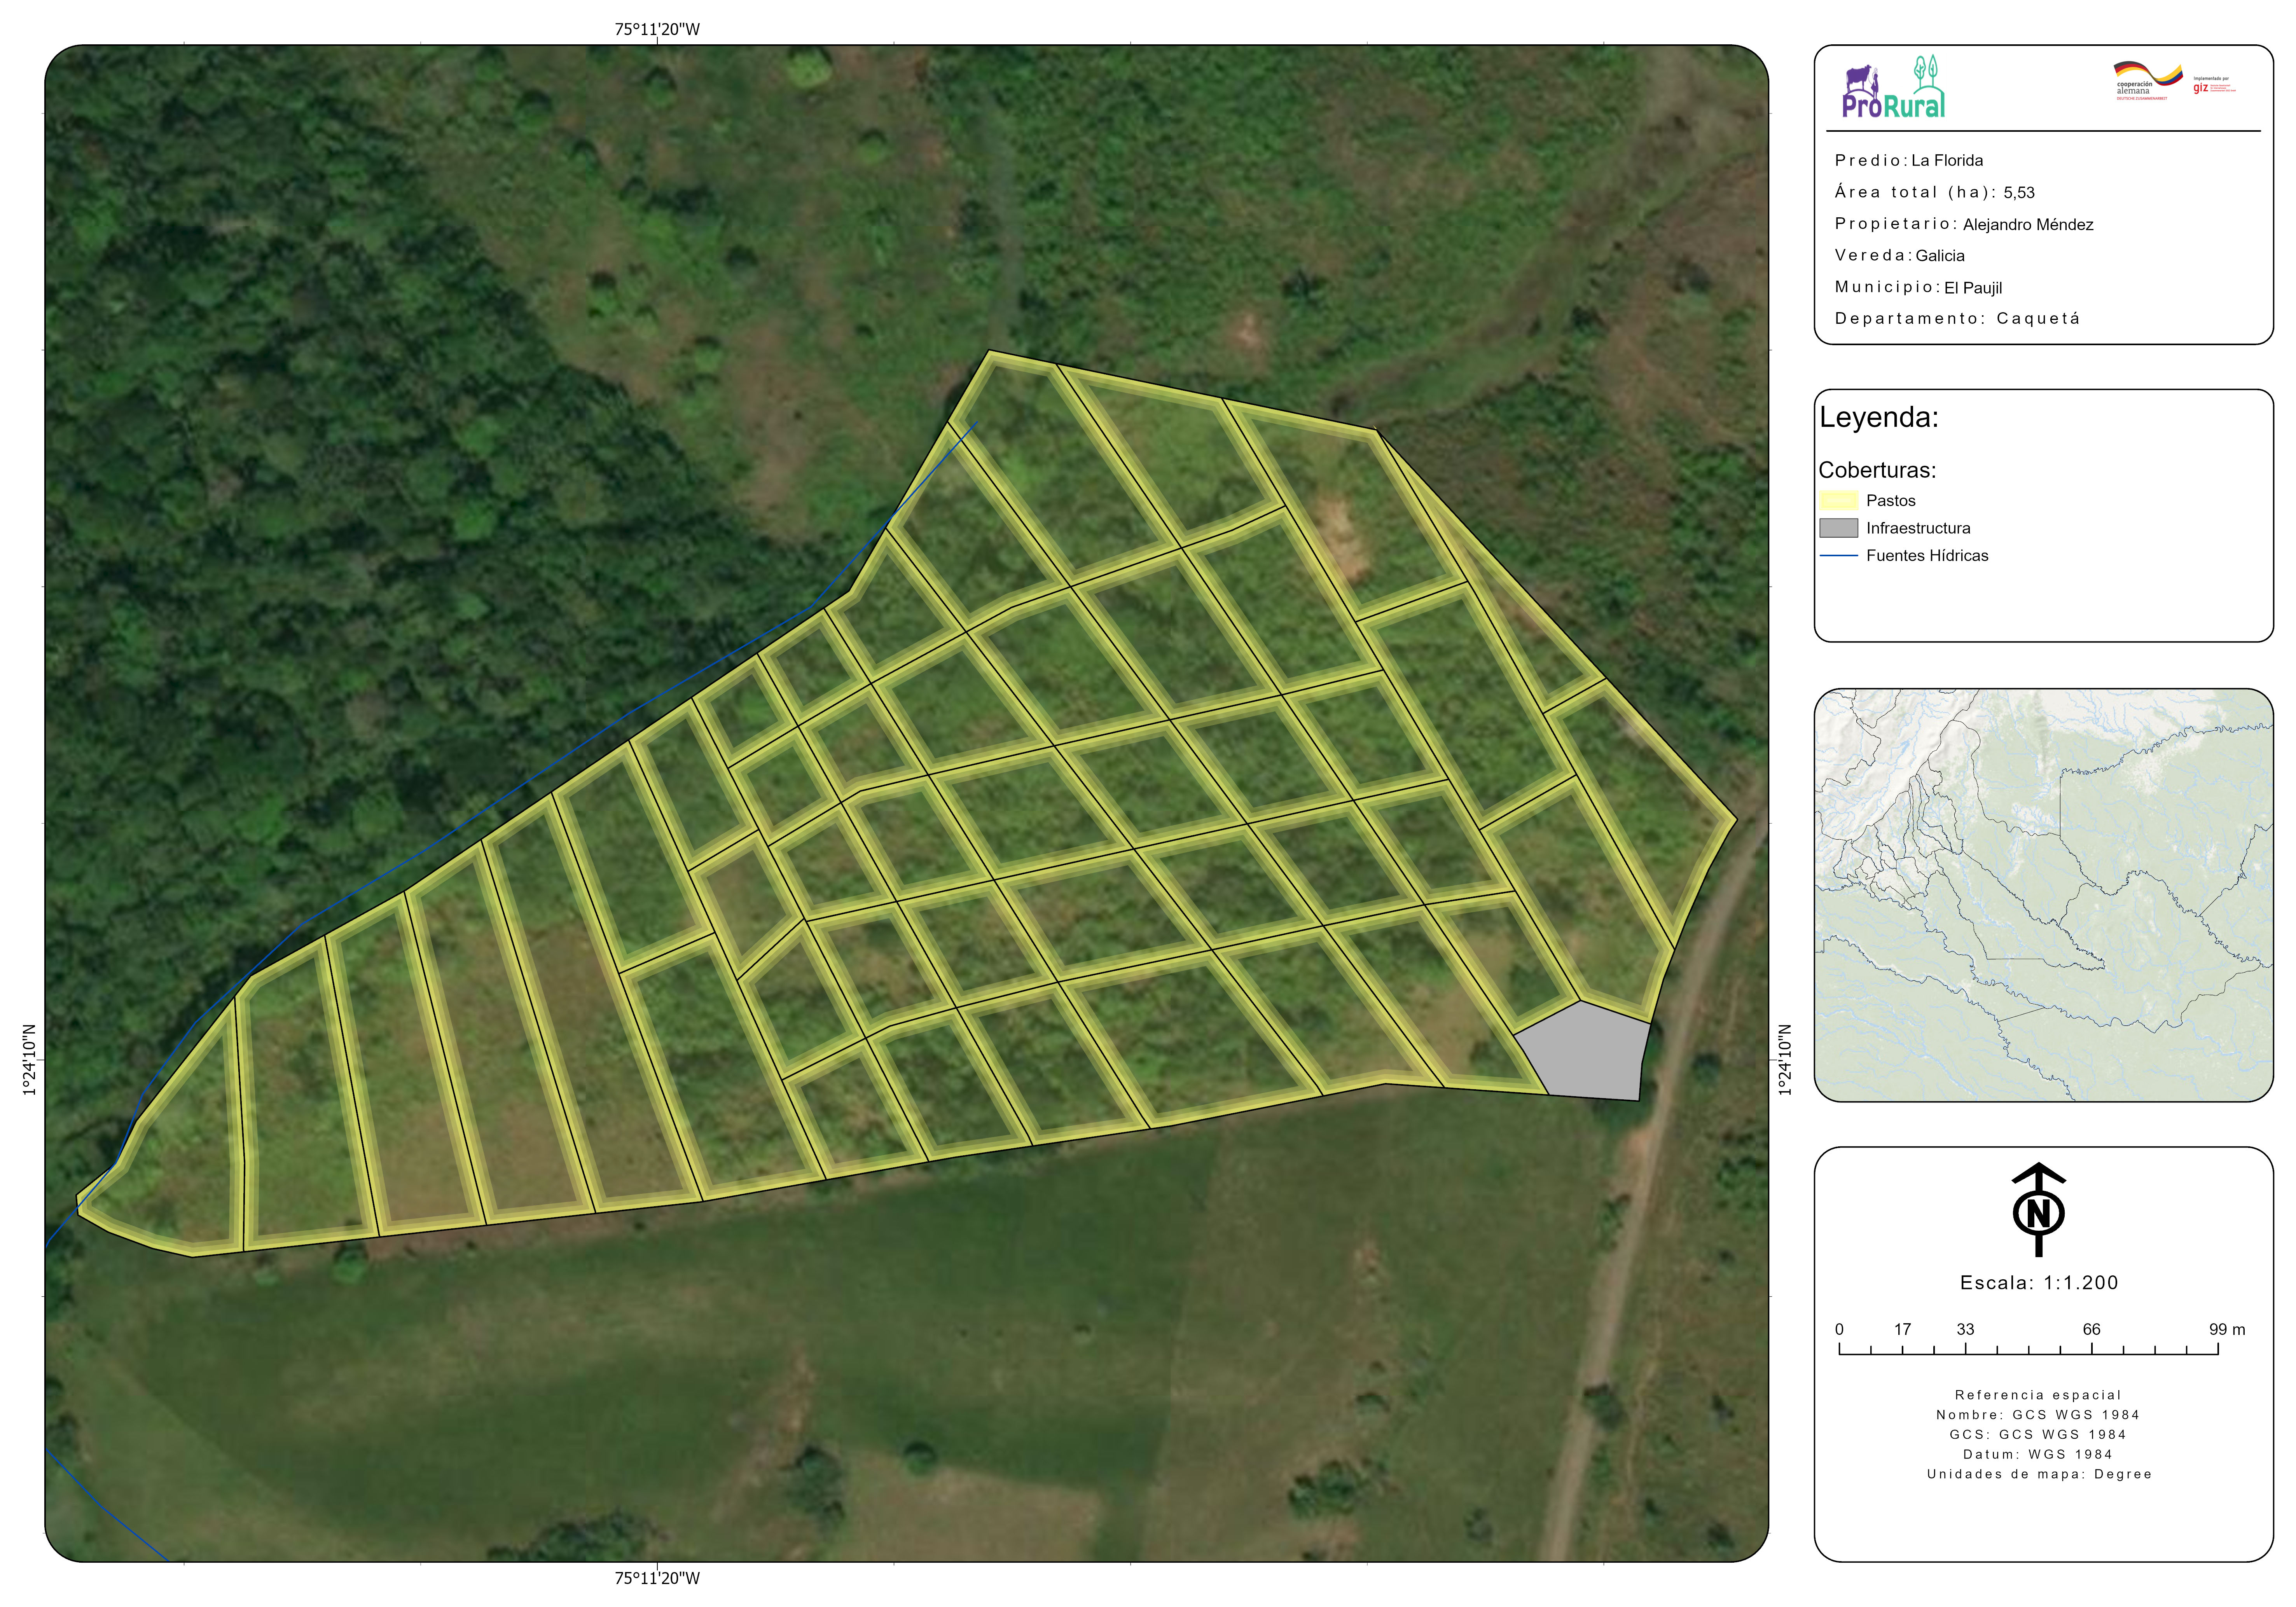 75°11'20"W
ProRural
cooperación
alemana
DEUTSCHE ZUSAMMENARBEIT
Implementada por
giz
Predio: La Florida
Área total (ha): 5,53
Propietario: Alejandro Méndez
Vereda: Galicia
Municipio: El Paujil
Departamento: Caquetá
Leyenda:
Coberturas:
Pastos
Infraestructura
Fuentes Hídricas
1°24'10"N
1°24'10"N
N
Escala: 1:1.200
0 17 33 66 99 m
Referencia espacial
Nombre: GCS WGS 1984
GCS: GCS WGS 1984
Datum: WGS 1984
Unidades de mapa: Degree
75°11'20"W